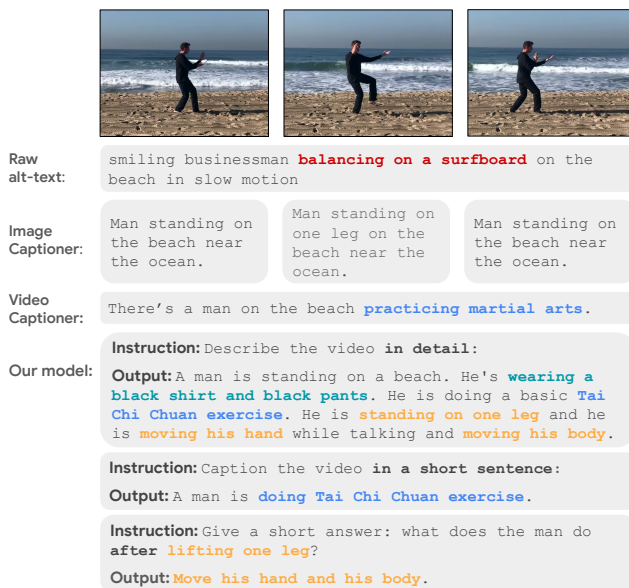 Raw
alt-text:
smiling businessman balancing on a surfboard on the
beach in slow motion
Image
Captioner:
Man standing on
the beach near
the ocean.
Man standing on
one leg on the
beach near the
ocean.
Man standing on
the beach near
the ocean.
Video
Captioner:
There's a man on the beach practicing martial arts.
Our model:
Instruction: Describe the video in detail:
Output: A man is standing on a beach. He's wearing a
black shirt and black pants. He is doing a basic Tai
Chi Chuan exercise. He is standing on one leg and he
is moving his hand while talking and moving his body.
Instruction: Caption the video in a short sentence:
Output: A man is doing Tai Chi Chuan exercise.
Instruction: Give a short answer: what does the man do
after lifting one leg?
Output: Move his hand and his body.